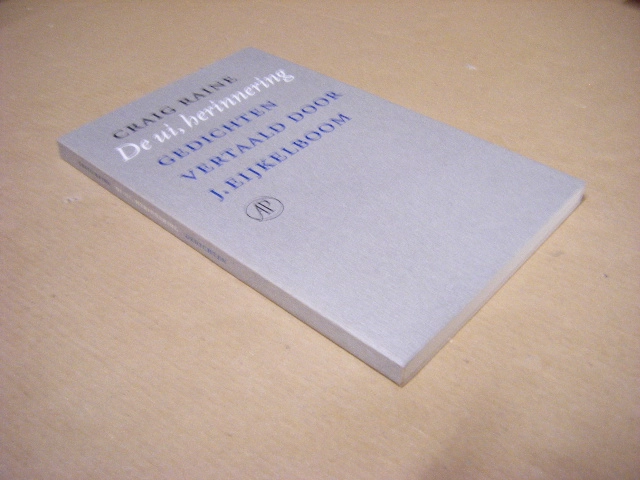 CRAIG RAINE
De ui, herinnering
GEDICHTEN
VERTAALD DOOR
J. EIJKELBOOM
AP